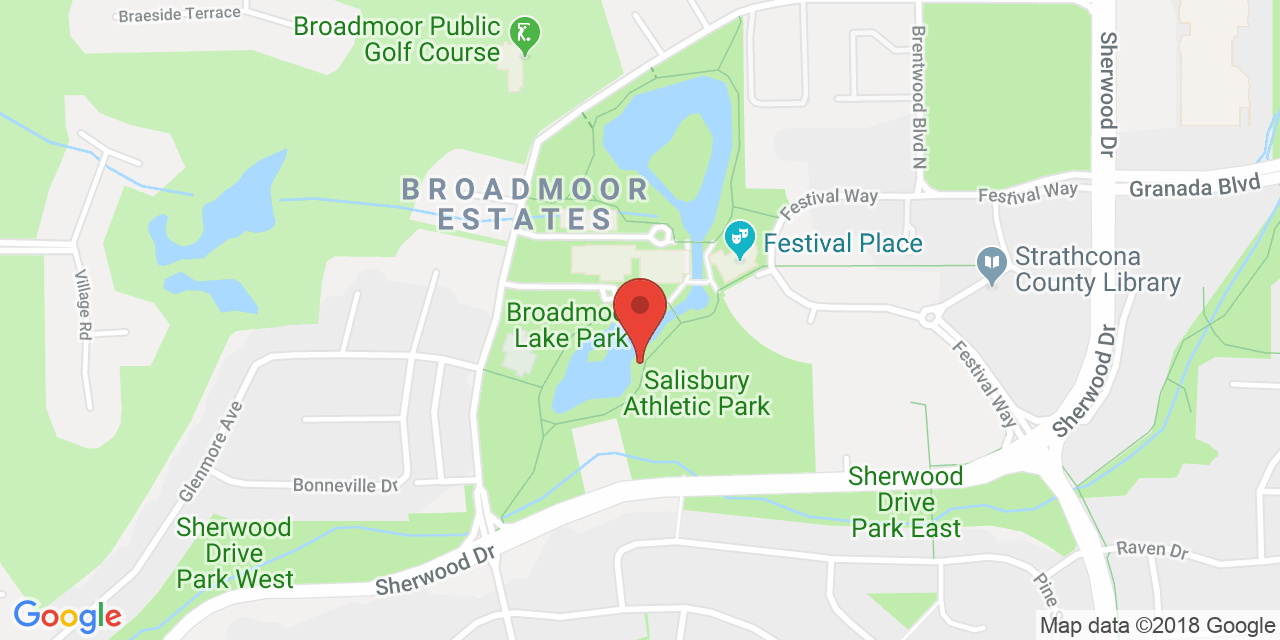 Braeside Terrace
Broadmoor Public
Golf Course
Brentwood Blvd N
Sherwood Dr
BROADMOOR
ESTATES
Festival Way
Festival Way
Granada Blvd
Festival Place
Strathcona
County Library
Village Rd
Broadmoor
Lake Park
Salisbury
Athletic Park
Festival Way
Sherwood Dr
Glenmore Ave
Bonneville Dr
Sherwood
Drive
Park East
Sherwood
Drive
Park West
Sherwood Dr
Raven Dr
Pine
Google
Map data ©2018 Google